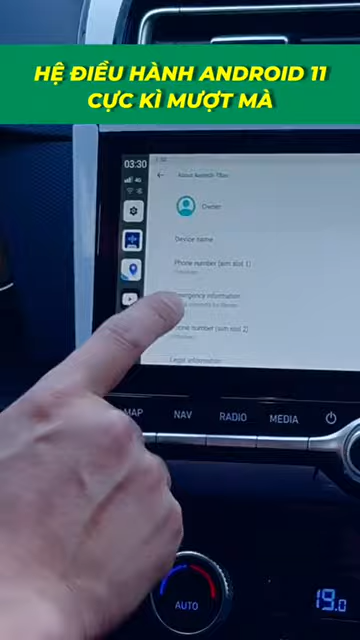 HỆ ĐIỀU HÀNH ANDROID 11
CỰC KÌ MƯỢT MÀ
03:30
4G
Owner
Device name
Phone number (sim slot 1)
Emergency information
Phone number (sim slot 2)
Legal information
MAP NAV RADIO MEDIA
AUTO
19.0